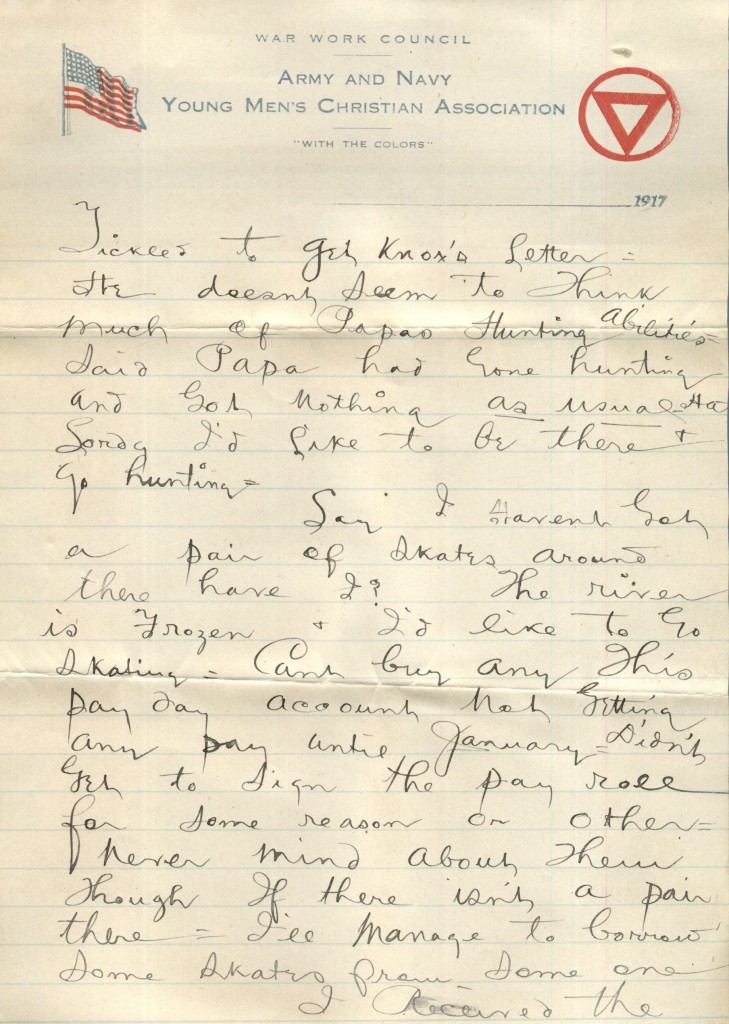 WAR WORK COUNCIL
ARMY AND NAVY
YOUNG MEN'S CHRISTIAN ASSOCIATION
"WITH THE COLORS"
1917
Tickled to get Knox's Letter =
He doesnt seem to think
much of Papas Hunting Abilities =
Said Papa had gone hunting
and Got Nothing as usual - Ha
I'd like to be there +
Go hunting =
Say I Havent Got
a pair of skates around
there have I? The river
is Frozen + I'd like to Go
skating = Cant buy any This
pay day account Not Getting
any pay until January = Didn't
Get to sign the pay roll
for some reason or other =
Never mind about Them
though If there isn't a pair
there = I'll Manage to borrow
some skates from some one
I Received the